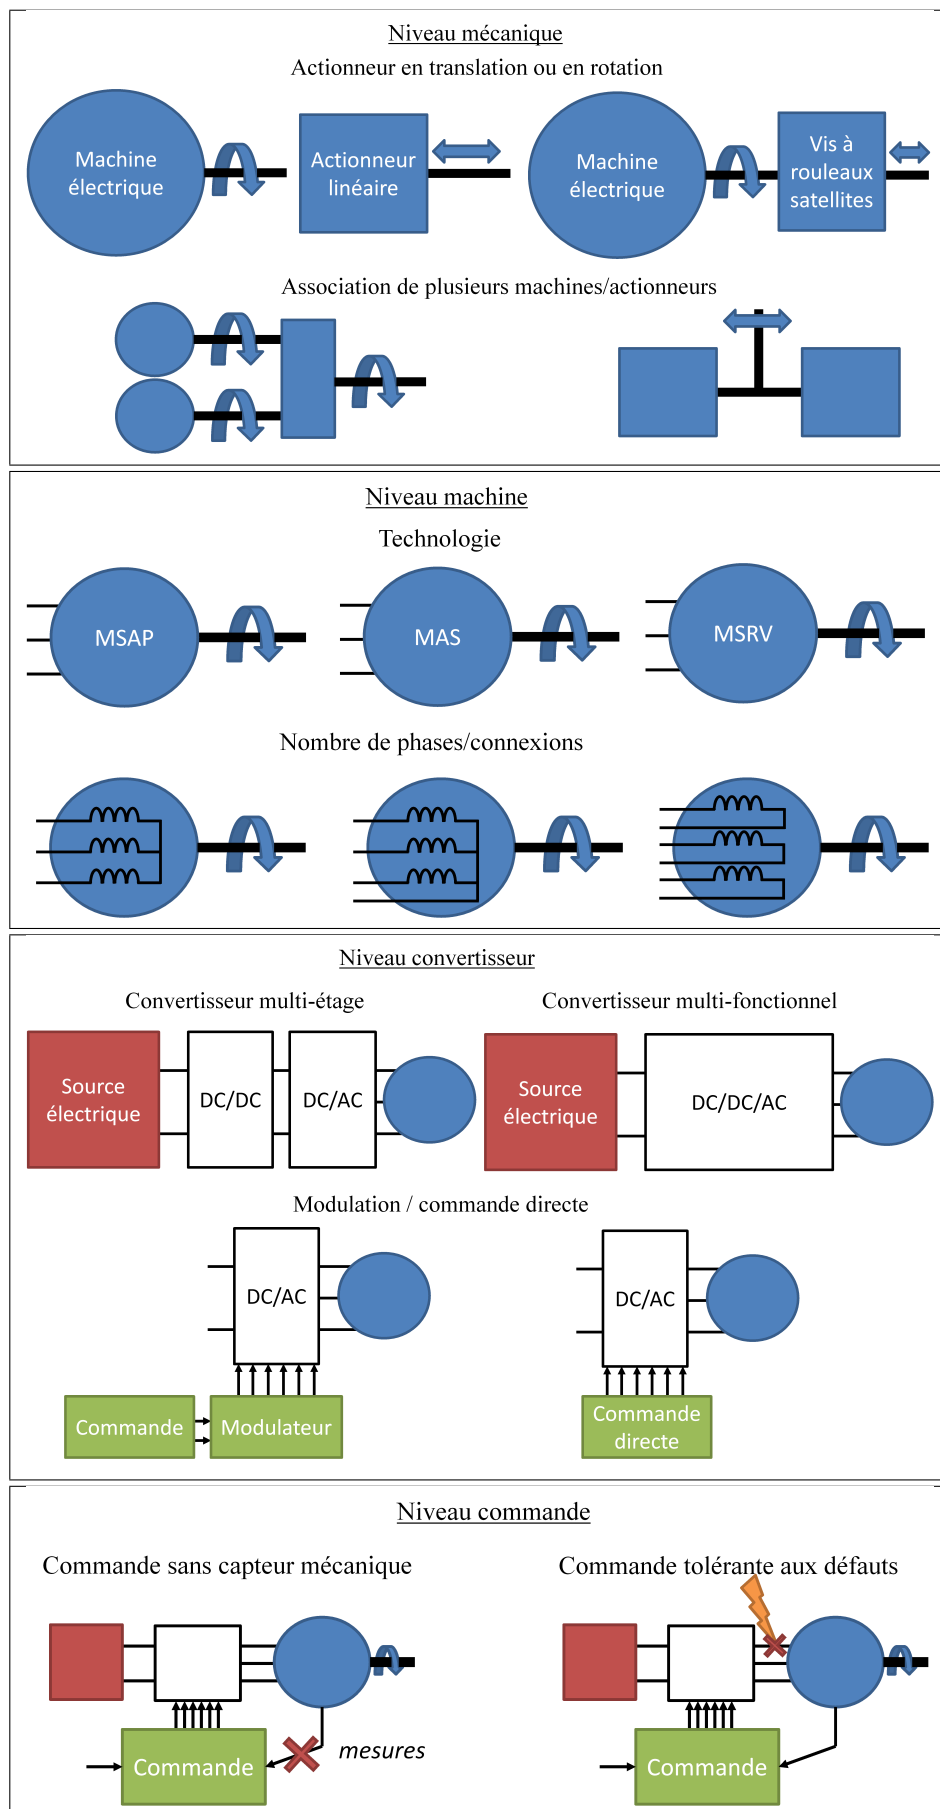 Niveau mécanique
Actionneur en translation ou en rotation
Machine
électrique
Actionneur
linéaire
Machine
électrique
Vis à
rouleaux
satellites
Association de plusieurs machines/actionneurs
Niveau machine
Technologie
MSAP
MAS
MSRV
Nombre de phases/connexions
Niveau convertisseur
Convertisseur multi-étage
Convertisseur multi-fonctionnel
Source
électrique
DC/DC
DC/AC
Source
électrique
DC/DC/AC
Modulation / commande directe
DC/AC
DC/AC
Commande
Modulateur
Commande
directe
Niveau commande
Commande sans capteur mécanique
Commande tolérante aux défauts
mesures
Commande
Commande